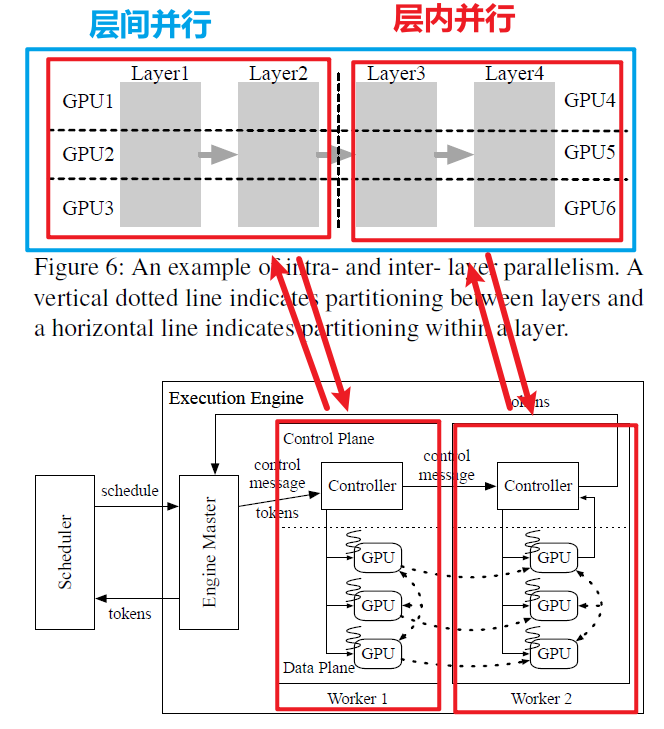 层间并行
层内并行
Layer1
Layer2
Layer3
Layer4
GPU1
GPU4
GPU2
GPU5
GPU3
GPU6
Figure 6: An example of intra- and inter- layer parallelism. A
vertical dotted line indicates partitioning between layers and
a horizontal line indicates partitioning within a layer.
Execution Engine
tokens
Control Plane
Scheduler
schedule
tokens
Engine Master
control
message
tokens
Controller
control
message
Controller
GPU
GPU
GPU
GPU
GPU
GPU
Data Plane
Worker 1
Worker 2